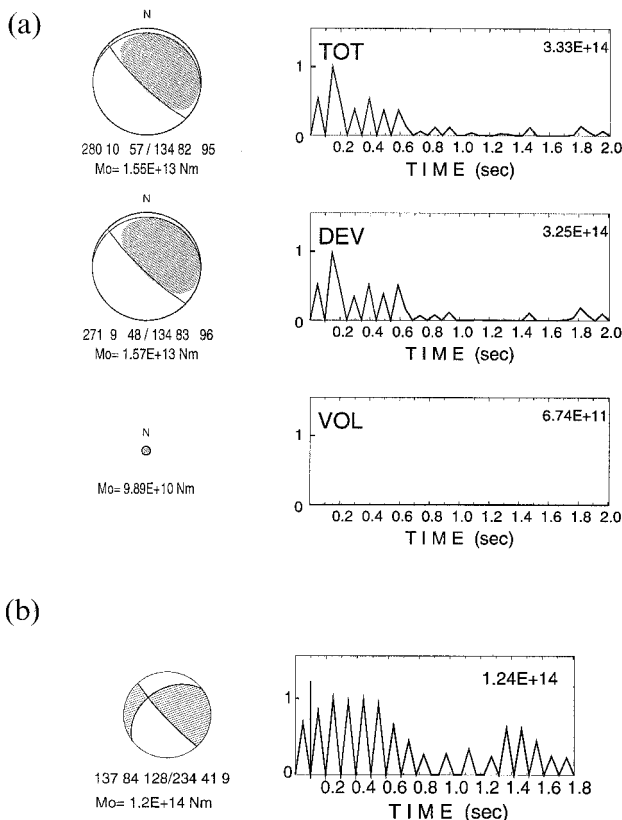 (a)
N
280 10 57 / 134 82 95
Mo= 1.55E+13 Nm
TOT
3.33E+14
1
0
0.2 0.4 0.6 0.8 1.0 1.2 1.4 1.6 1.8 2.0
TIME (sec)
N
271 9 48 / 134 83 96
Mo= 1.57E+13 Nm
DEV
3.25E+14
1
0
0.2 0.4 0.6 0.8 1.0 1.2 1.4 1.6 1.8 2.0
TIME (sec)
N
Mo= 9.89E+10 Nm
VOL
6.74E+11
1
0
0.2 0.4 0.6 0.8 1.0 1.2 1.4 1.6 1.8 2.0
TIME (sec)
(b)
137 84 128/234 41 9
Mo= 1.2E+14 Nm
1.24E+14
1
0
0.2 0.4 0.6 0.8 1.0 1.2 1.4 1.6 1.8
TIME (sec)